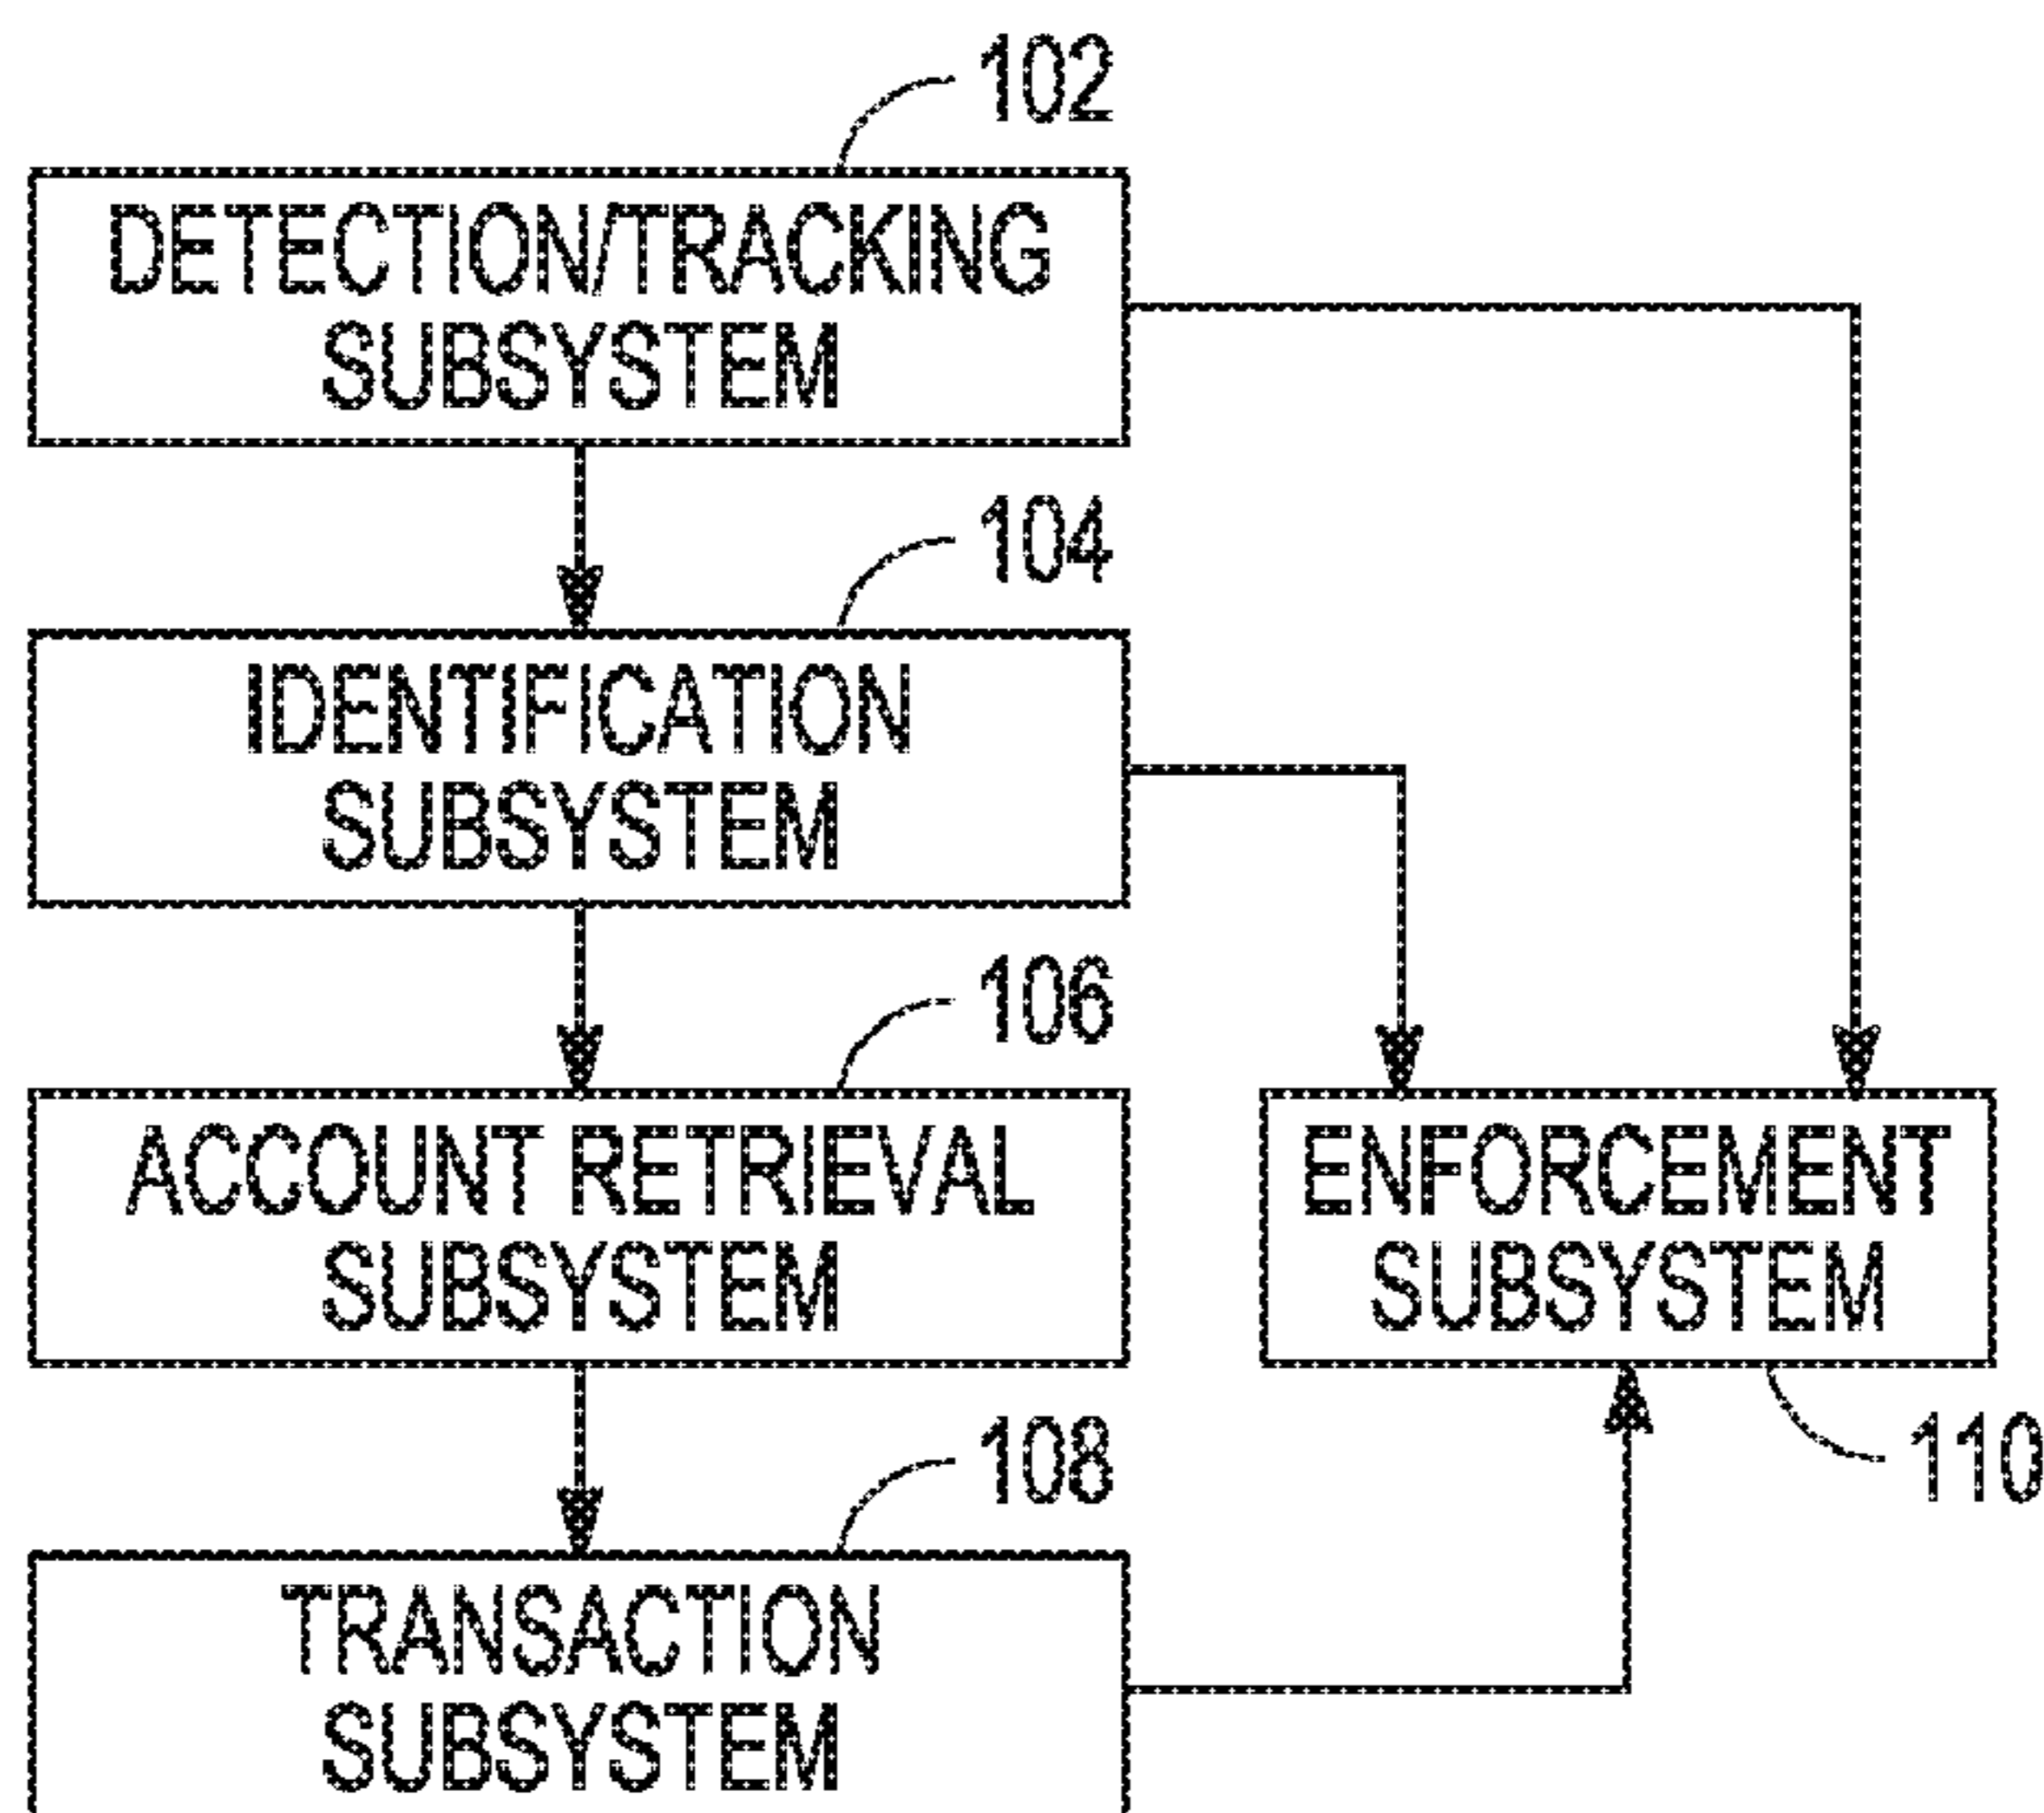 102
DETECTION/TRACKING
SUBSYSTEM
104
IDENTIFICATION
SUBSYSTEM
106
ACCOUNT RETRIEVAL
SUBSYSTEM
ENFORCEMENT
SUBSYSTEM
108
110
TRANSACTION
SUBSYSTEM